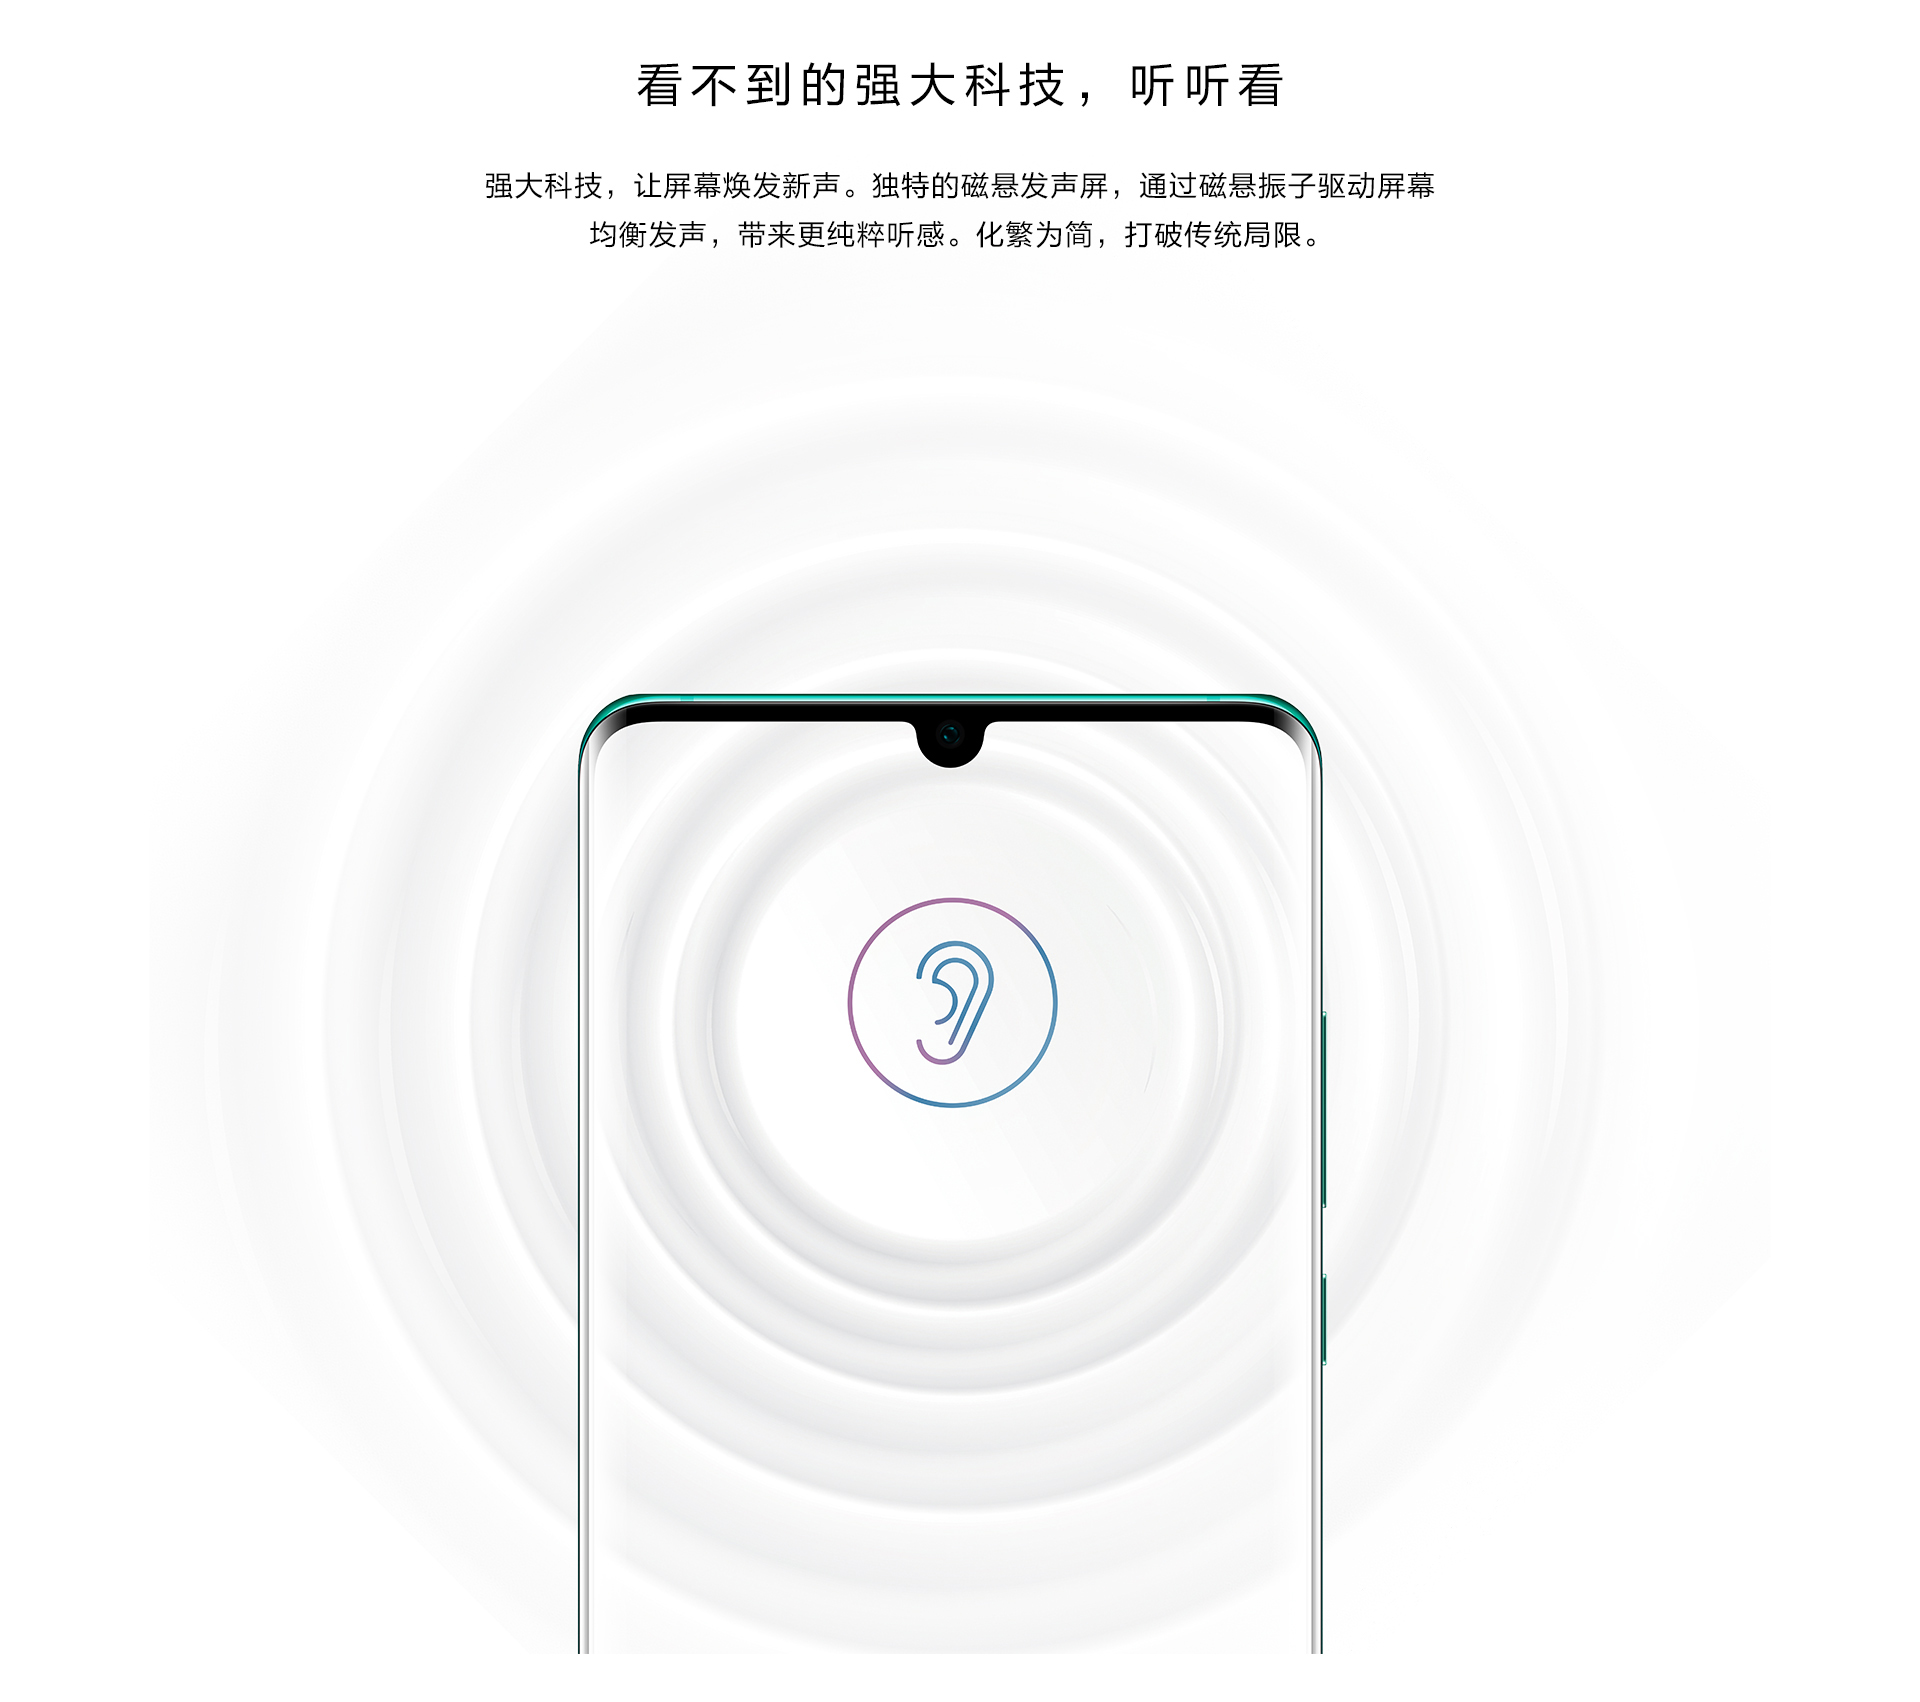 看不到的强大科技，听听看
强大科技，让屏幕焕发新声。独特的磁悬发声屏，通过磁悬振子驱动屏幕
均衡发声，带来更纯粹听感。化繁为简，打破传统局限。